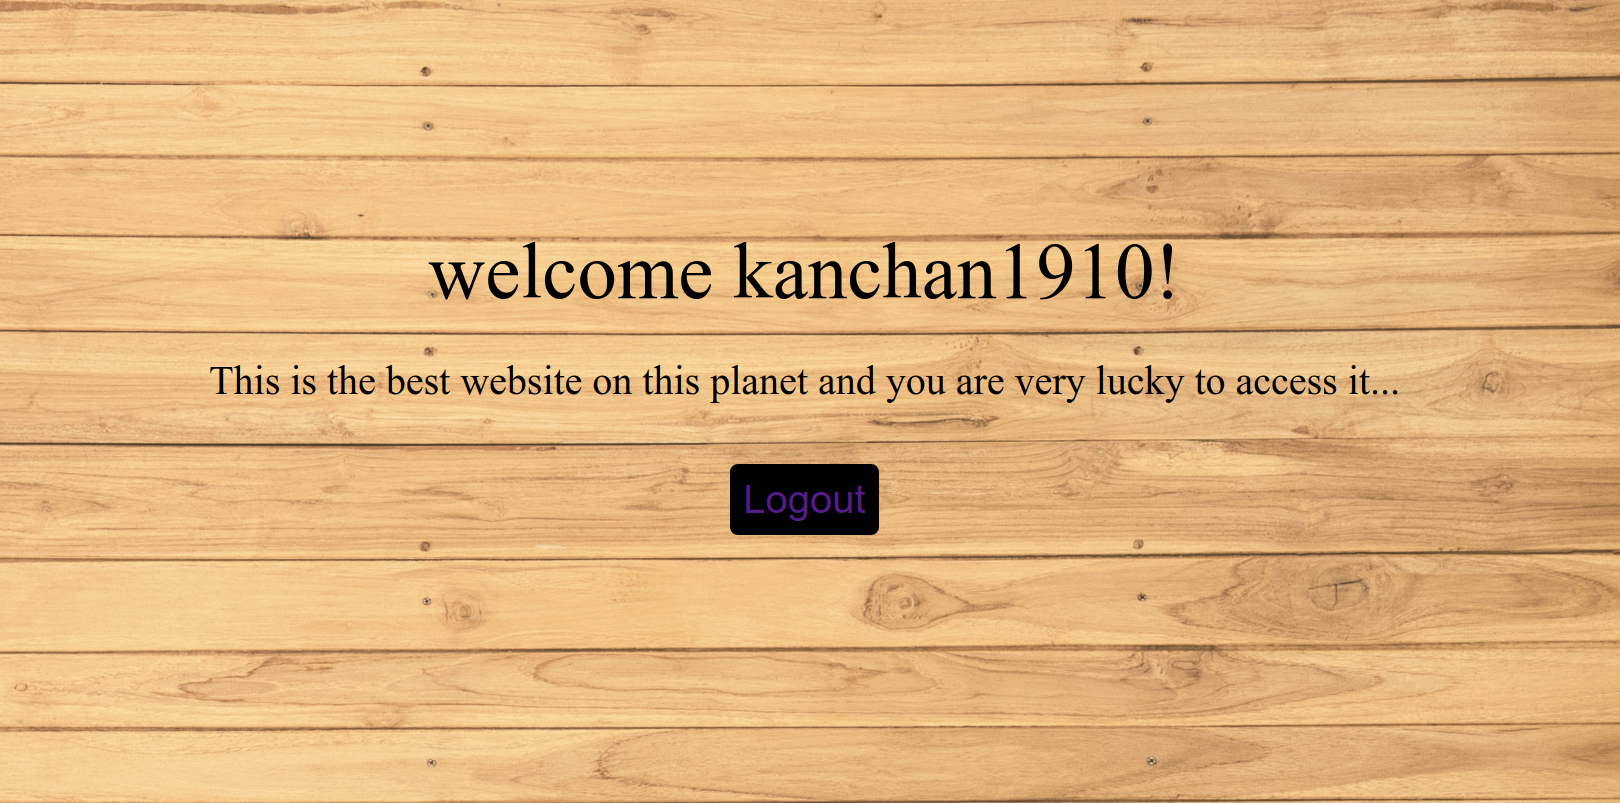 welcome kanchan1910!
This is the best website on this planet and you are very lucky to access it...
Logout